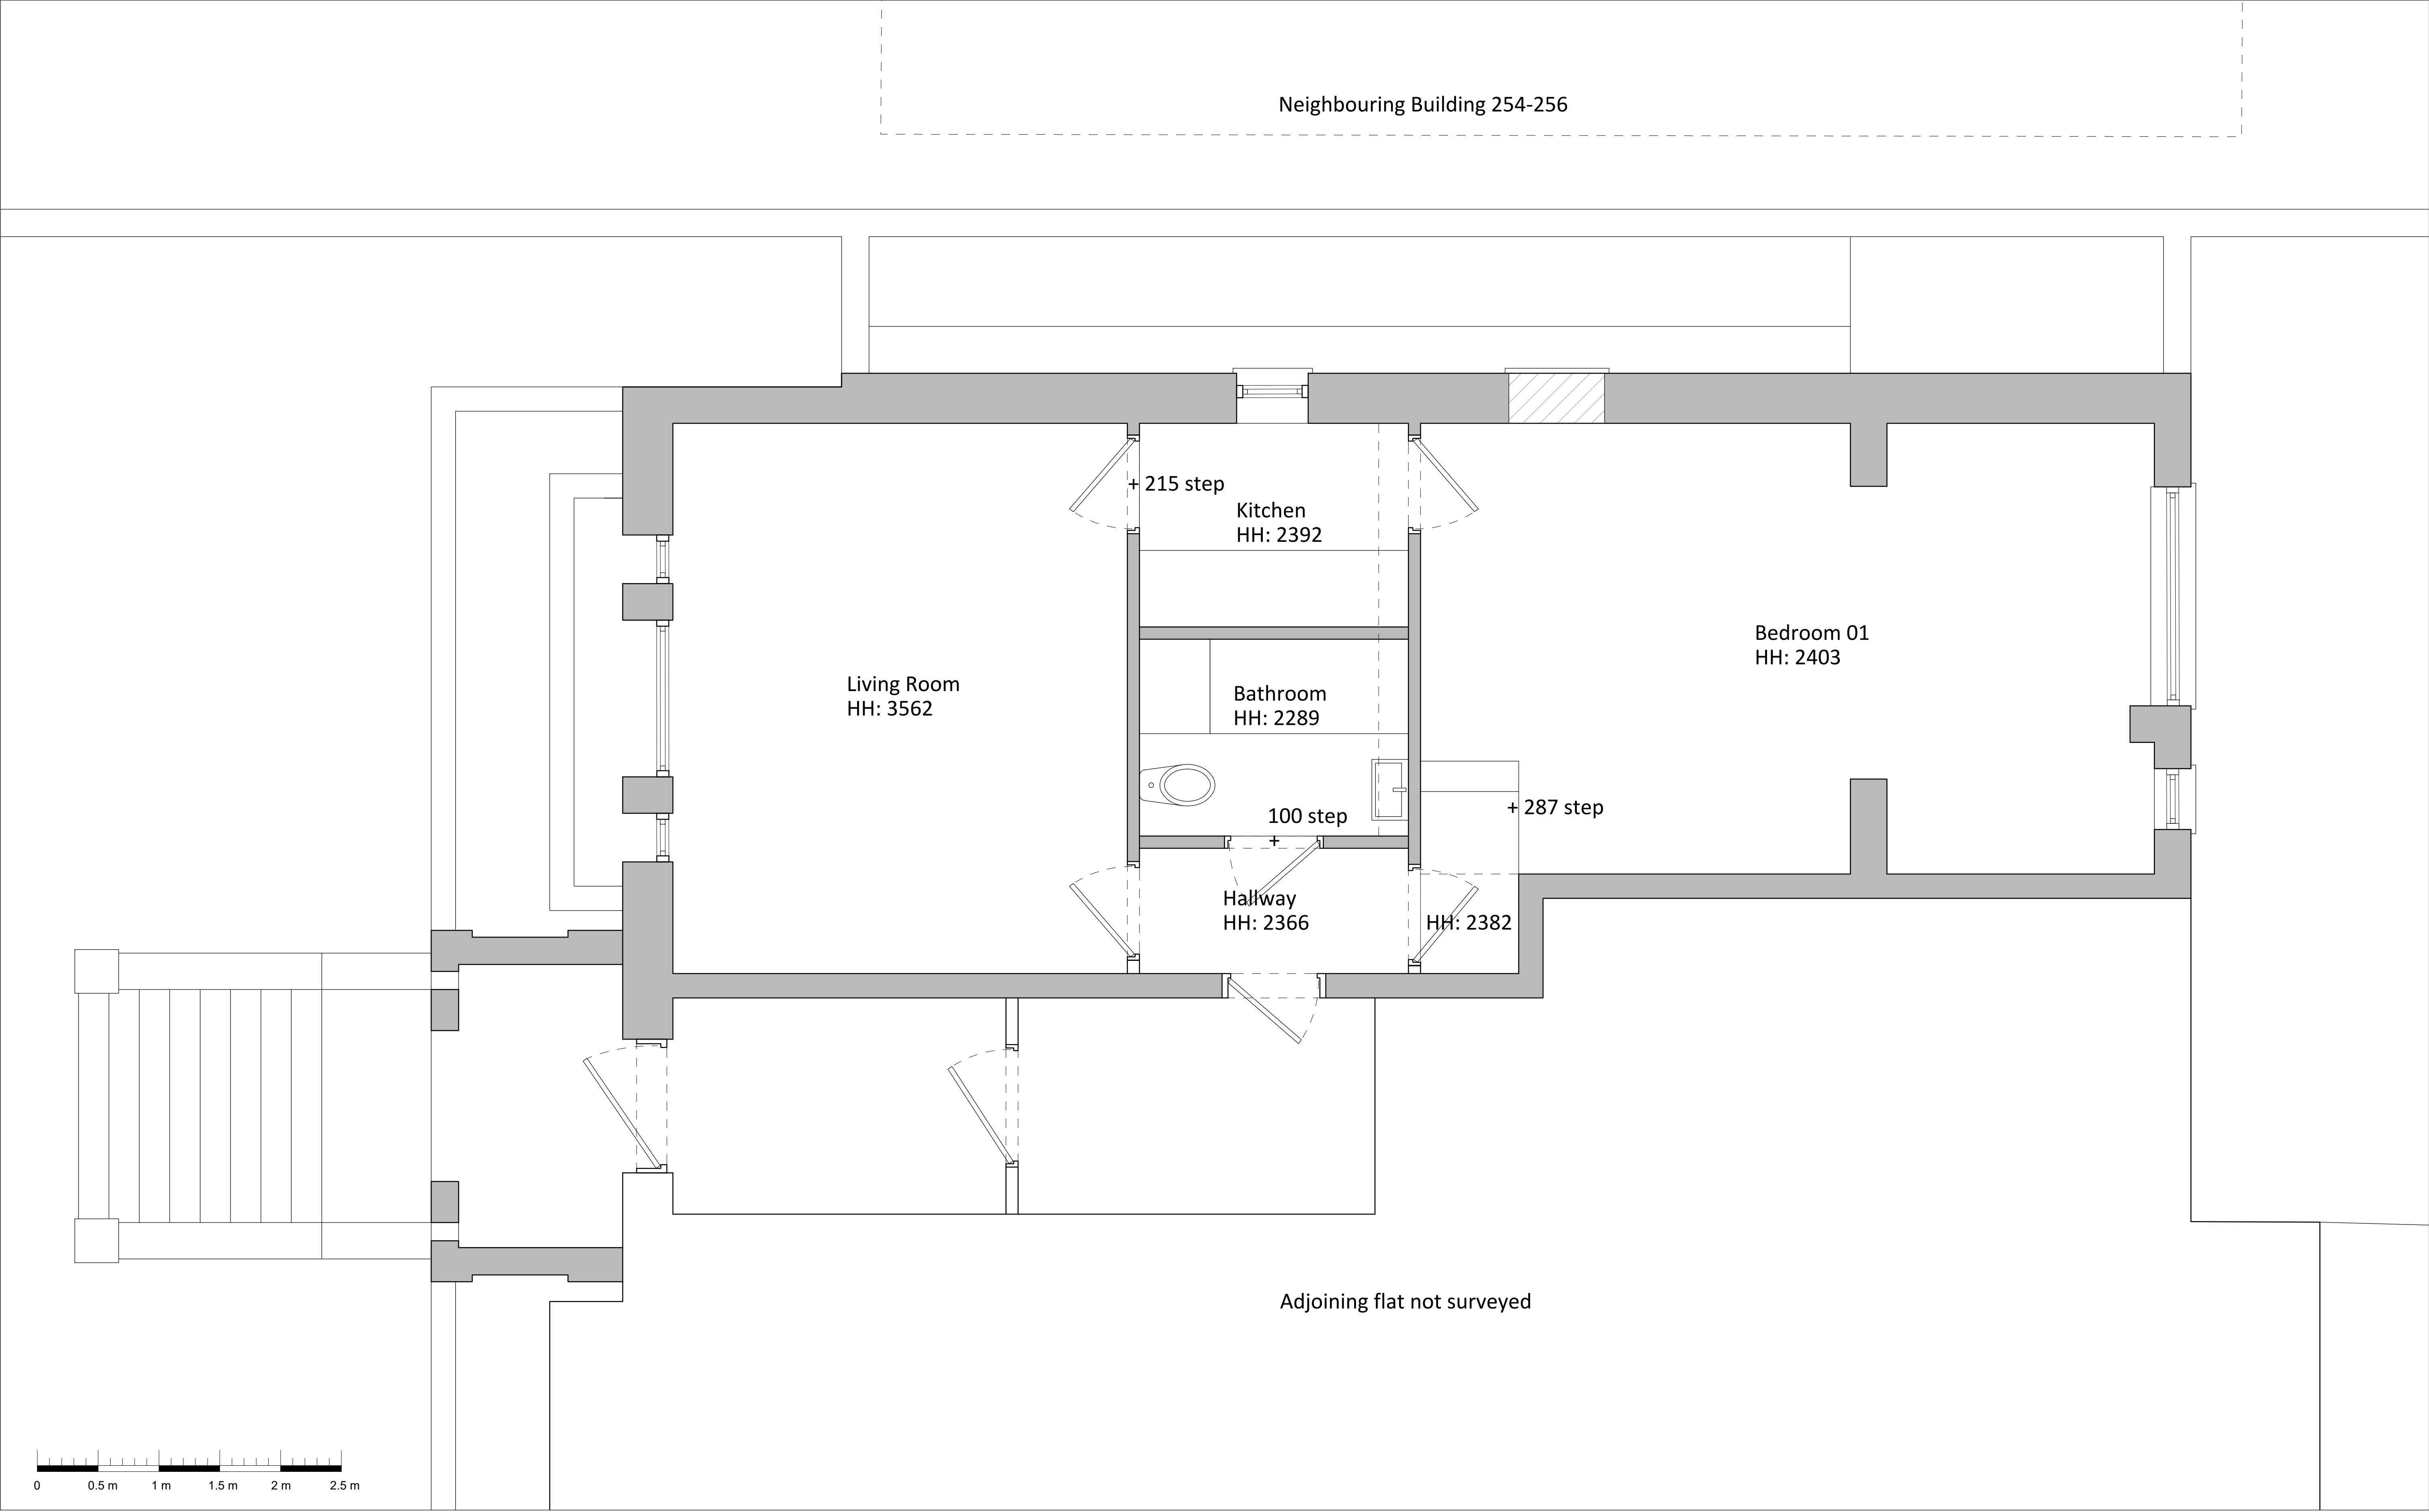 Neighbouring Building 254-256
+ 215 step
Kitchen
HH: 2392
Bedroom 01
HH: 2403
Living Room
HH: 3562
Bathroom
HH: 2289
+ 287 step
100 step
+
Hallway
HH: 2366
HH: 2382
Adjoining flat not surveyed
0 0.5 m 1 m 1.5 m 2 m 2.5 m